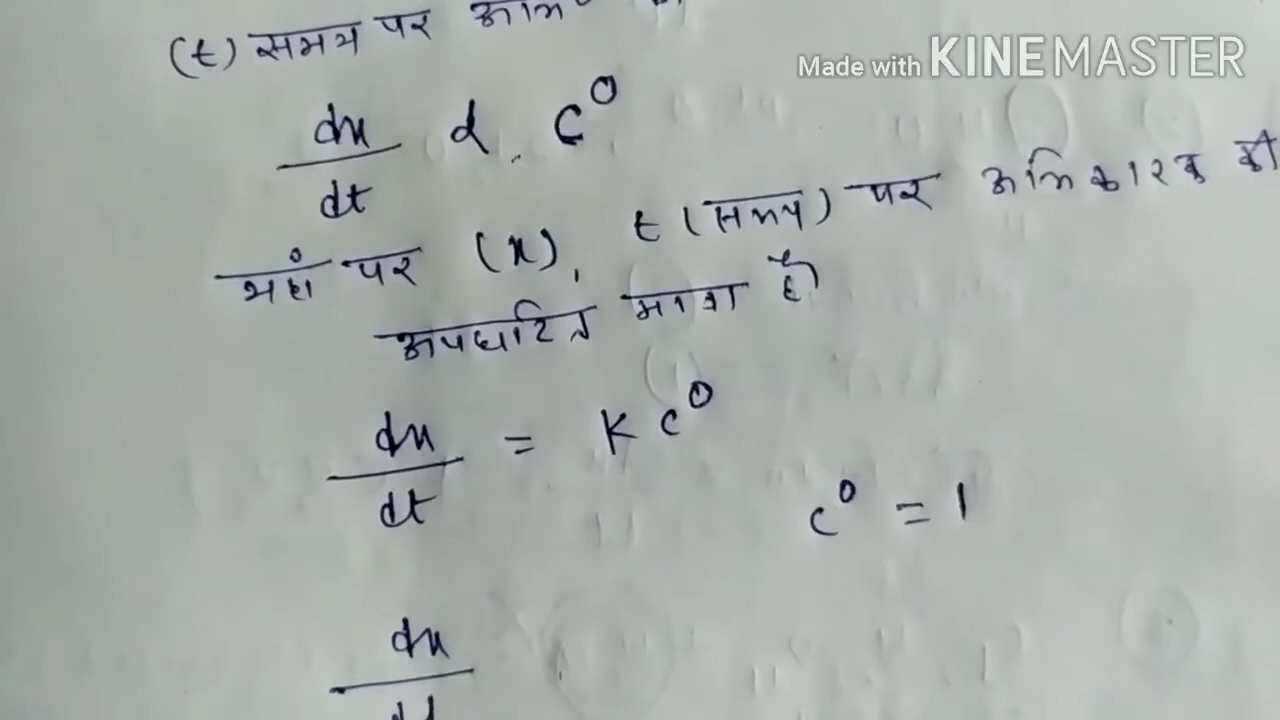 Made with KINEMASTER
(t) समय पर
dx/dt ∝ C⁰
यहाँ पर (x), t (समय) पर अभिकारक की
अपघटित मात्रा है
dx/dt = K C⁰
C⁰ = 1
dx